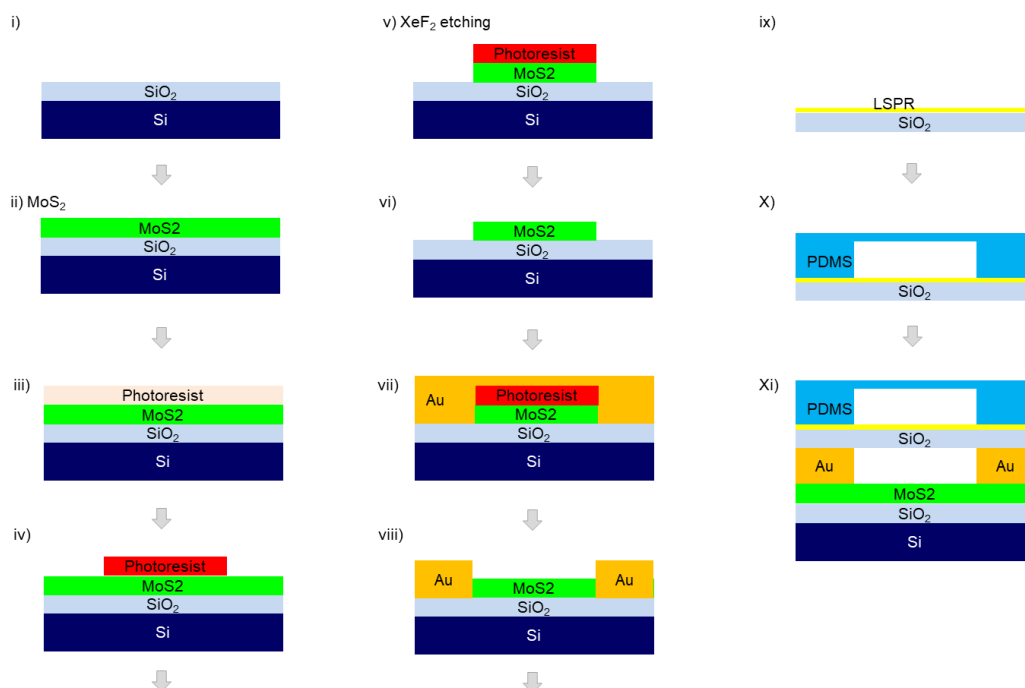 i)
SiO₂
Si
ii) MoS₂
MoS2
SiO₂
Si
iii)
Photoresist
MoS2
SiO₂
Si
iv)
Photoresist
MoS2
SiO₂
Si
v) XeF₂ etching
Photoresist
MoS2
SiO₂
Si
vi)
MoS2
SiO₂
Si
vii)
Au
Photoresist
MoS2
SiO₂
Si
viii)
Au
MoS2
Au
SiO₂
Si
ix)
LSPR
SiO₂
X)
PDMS
SiO₂
Xi)
PDMS
SiO₂
Au
Au
MoS2
SiO₂
Si